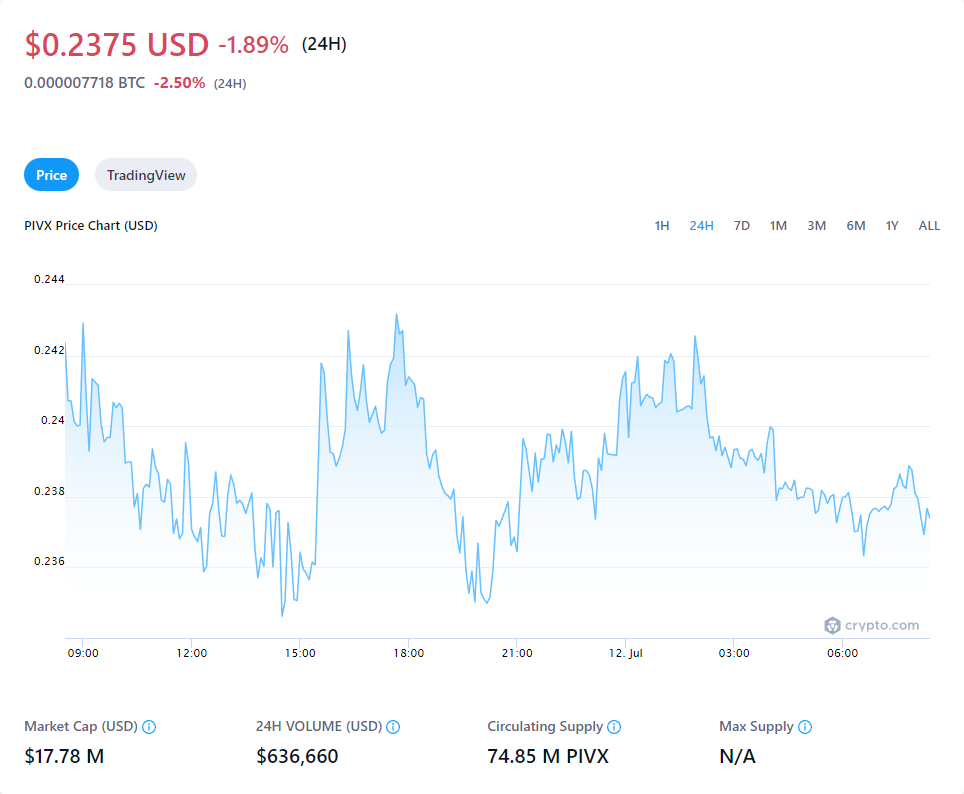 $0.2375 USD -1.89% (24H)
0.000007718 BTC -2.50% (24H)
Price TradingView
PIVX Price Chart (USD) 1H 24H 7D 1M 3M 6M 1Y ALL
0.244
0.242
0.24
0.238
0.236
crypto.com
09:00 12:00 15:00 18:00 21:00 12. Jul 03:00 06:00
Market Cap (USD) 24H VOLUME (USD) Circulating Supply Max Supply
$17.78 M $636,660 74.85 M PIVX N/A